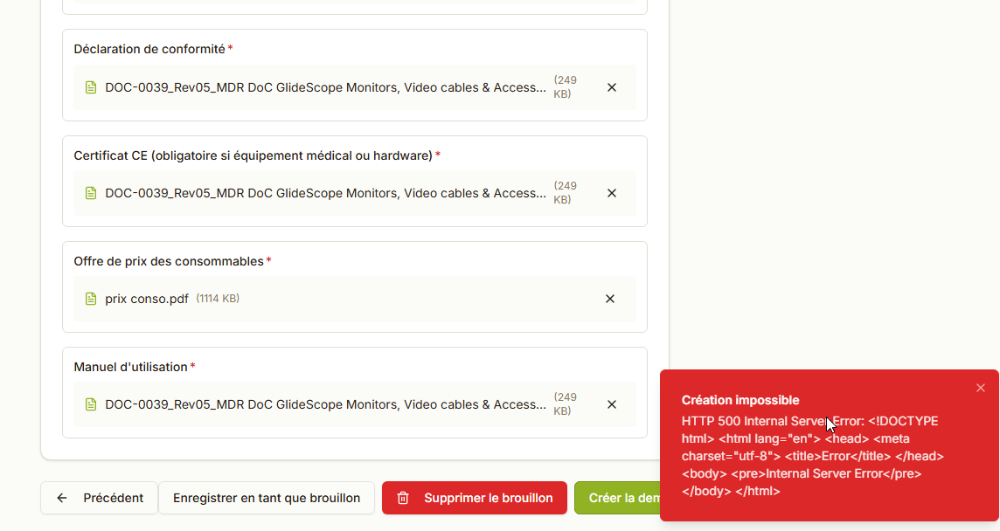 Déclaration de conformité*
DOC-0039_Rev05_MDR DoC GlideScope Monitors, Video cables & Access... (249
KB)
Certificat CE (obligatoire si équipement médical ou hardware)*
DOC-0039_Rev05_MDR DoC GlideScope Monitors, Video cables & Access... (249
KB)
Offre de prix des consommables*
prix conso.pdf (1114 KB)
Manuel d'utilisation*
DOC-0039_Rev05_MDR DoC GlideScope Monitors, Video cables & Access... (249
KB)
Création impossible
HTTP 500 Internal Server Error: <!DOCTYPE
html> <html lang="en"> <head> <meta
charset="utf-8"> <title>Error</title> </head>
<body> <pre>Internal Server Error</pre>
</body> </html>
Précédent
Enregistrer en tant que brouillon
Supprimer le brouillon
Créer la dem